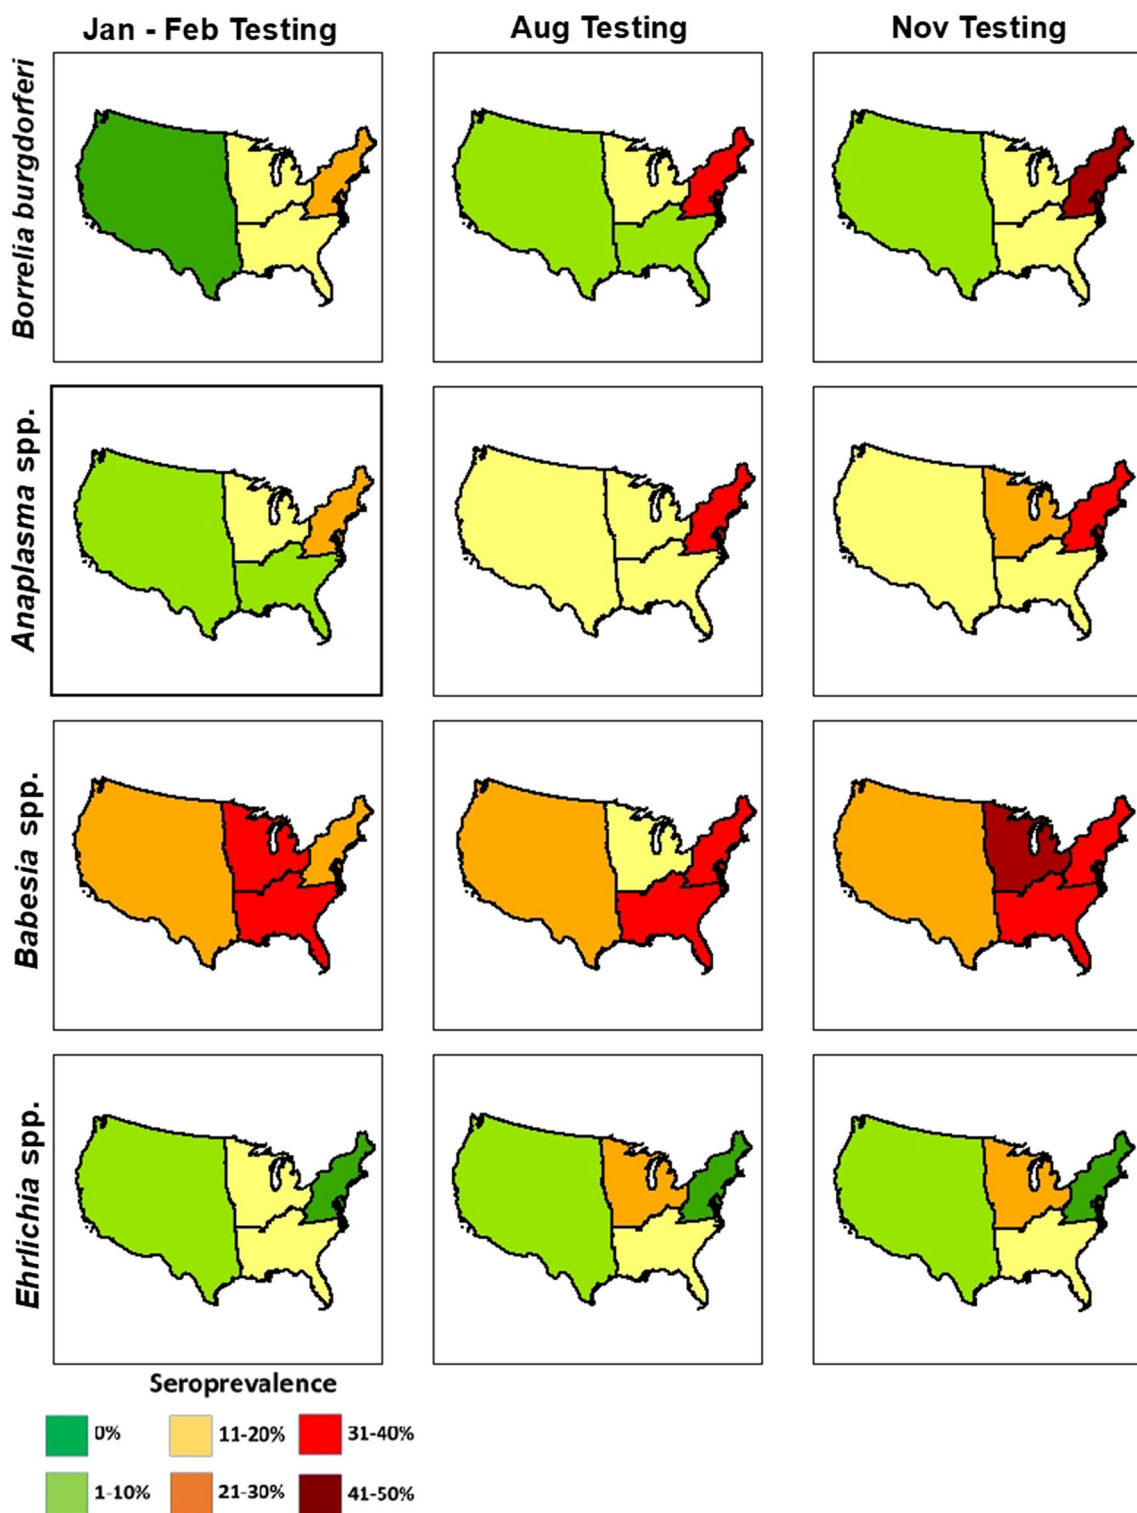 Jan - Feb Testing
Aug Testing
Nov Testing
Borrelia burgdorferi
Anaplasma spp.
Babesia spp.
Ehrlichia spp.
Seroprevalence
0%
11-20%
31-40%
1-10%
21-30%
41-50%